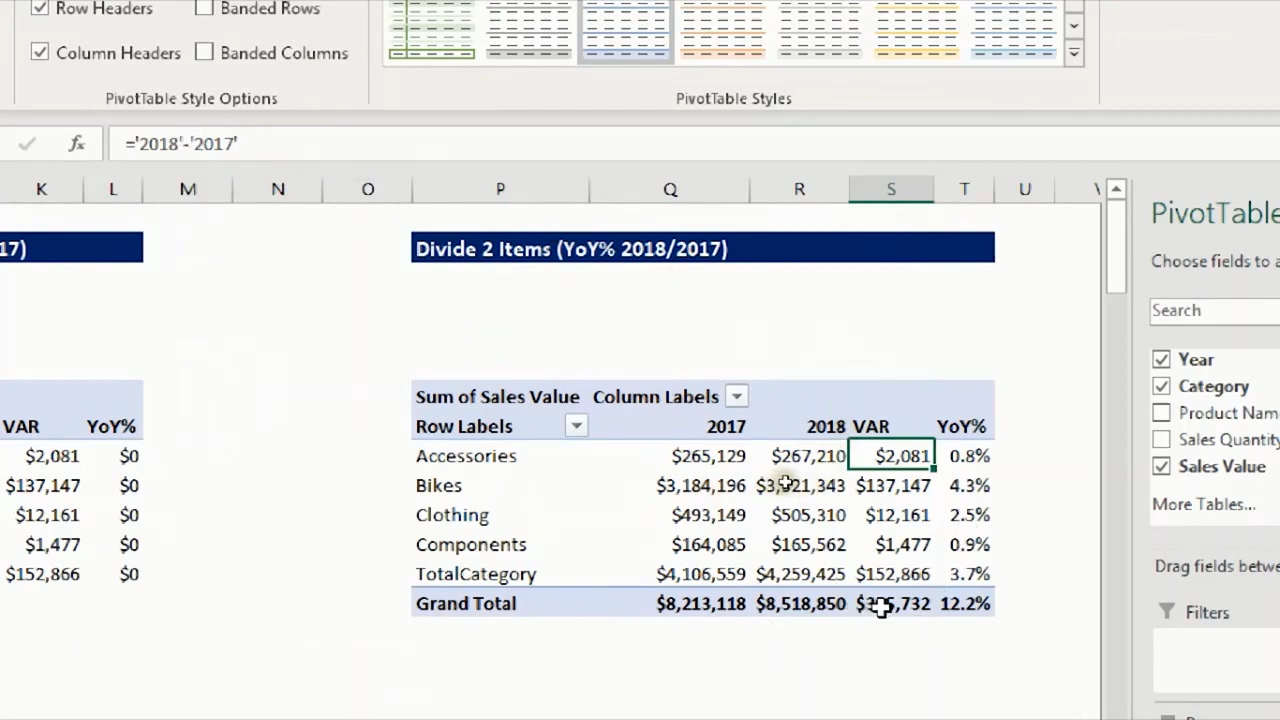 Row Headers Banded Rows
Column Headers Banded Columns
PivotTable Style Options PivotTable Styles
fx ='2018'-'2017'
K L M N O P Q R S T U
17) Divide 2 Items (YoY% 2018/2017)
Sum of Sales Value Column Labels
VAR YoY% Row Labels 2017 2018 VAR YoY%
$2,081 $0 Accessories $265,129 $267,210 $2,081 0.8%
$137,147 $0 Bikes $3,184,196 $137,147 4.3%
$12,161 $0 Clothing $493,149 $505,310 $12,161 2.5%
$1,477 $0 Components $164,085 $165,562 $1,477 0.9%
$152,866 $0 TotalCategory $4,106,559 $4,259,425 $152,866 3.7%
Grand Total $8,213,118 $8,518,850 12.2%
PivotTable
Choose fields to a
Search
Year
Category
Product Nam
Sales Quantity
Sales Value
More Tables...
Drag fields betwe
Filters